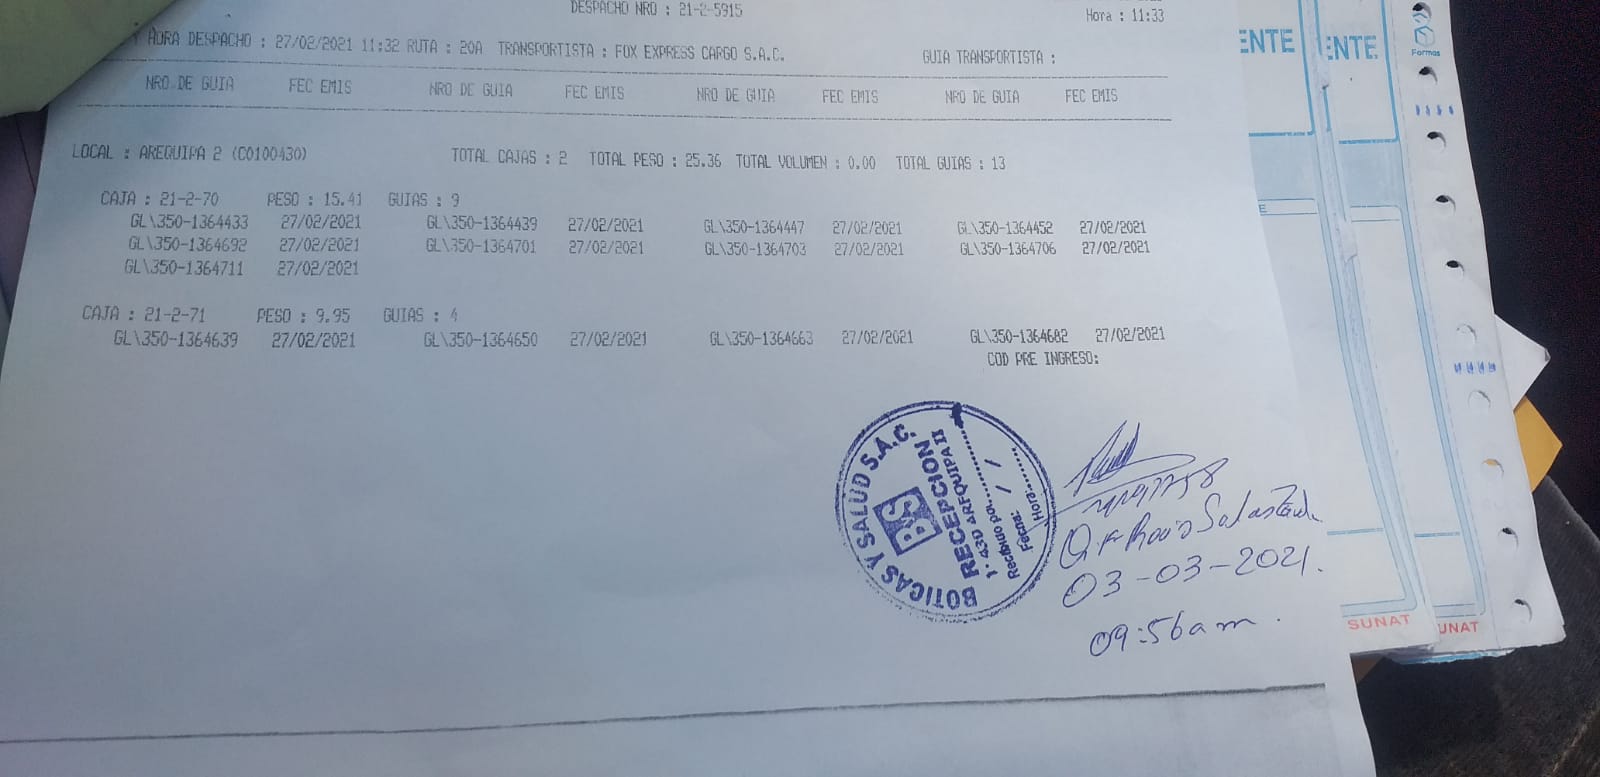 DESPACHO NRO : 21-2-5915
Hora : 11:33
HORA DESPACHO : 27/02/2021 11:32 RUTA : 20A TRANSPORTISTA : FOX EXPRESS CARGO S.A.C. GUIA TRANSPORTISTA :
NRO DE GUIA FEC EMIS NRO DE GUIA FEC EMIS NRO DE GUIA FEC EMIS NRO DE GUIA FEC EMIS
LOCAL : AREQUIPA 2 (C0100430) TOTAL CAJAS : 2 TOTAL PESO : 25.36 TOTAL VOLUMEN : 0.00 TOTAL GUIAS : 13
CAJA : 21-2-70 PESO : 15.41 GUIAS : 9
GL\350-1364433 27/02/2021 GL\350-1364439 27/02/2021 GL\350-1364447 27/02/2021 GL\350-1364452 27/02/2021
GL\350-1364692 27/02/2021 GL\350-1364701 27/02/2021 GL\350-1364703 27/02/2021 GL\350-1364706 27/02/2021
GL\350-1364711 27/02/2021
CAJA : 21-2-71 PESO : 9.95 GUIAS : 4
GL\350-1364639 27/02/2021 GL\350-1364650 27/02/2021 GL\350-1364663 27/02/2021 GL\350-1364682 27/02/2021
COD PRE INGRESO:
BOTICAS Y SALUD S.A.C.
BS
RECEPCION
430 AREQUIPA II
Recibido por
Fecha: / /
Hora:
03-03-2021.
09:56am.
ENTE
ENTE
Formas
SUNAT
UNAT